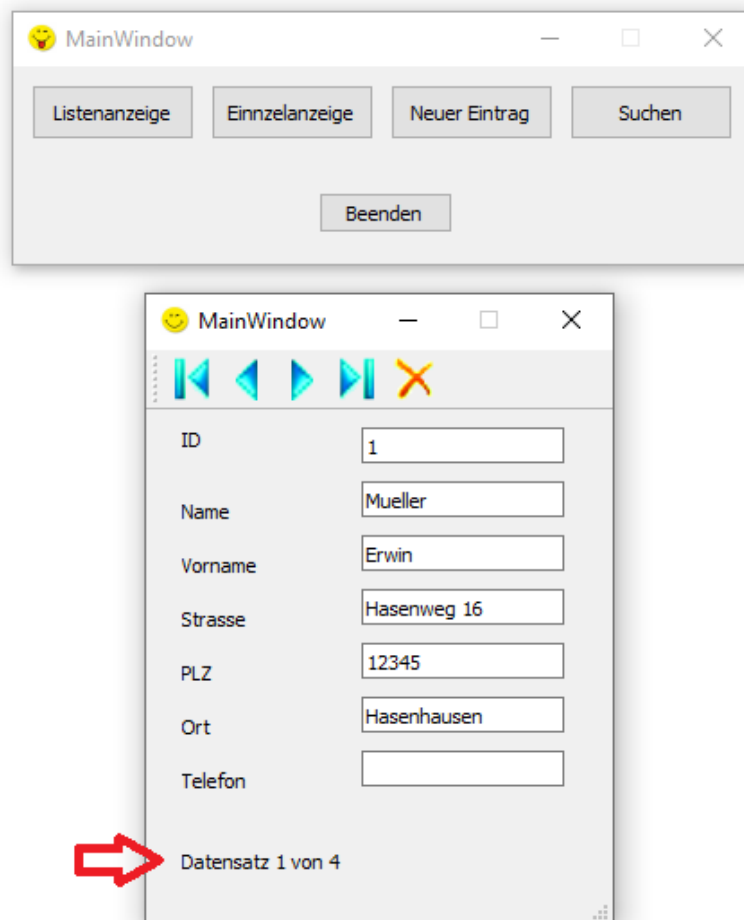 MainWindow
Listenanzeige Einnzelanzeige Neuer Eintrag Suchen
Beenden
MainWindow
ID 1
Name Mueller
Vorname Erwin
Strasse Hasenweg 16
PLZ 12345
Ort Hasenhausen
Telefon
Datensatz 1 von 4